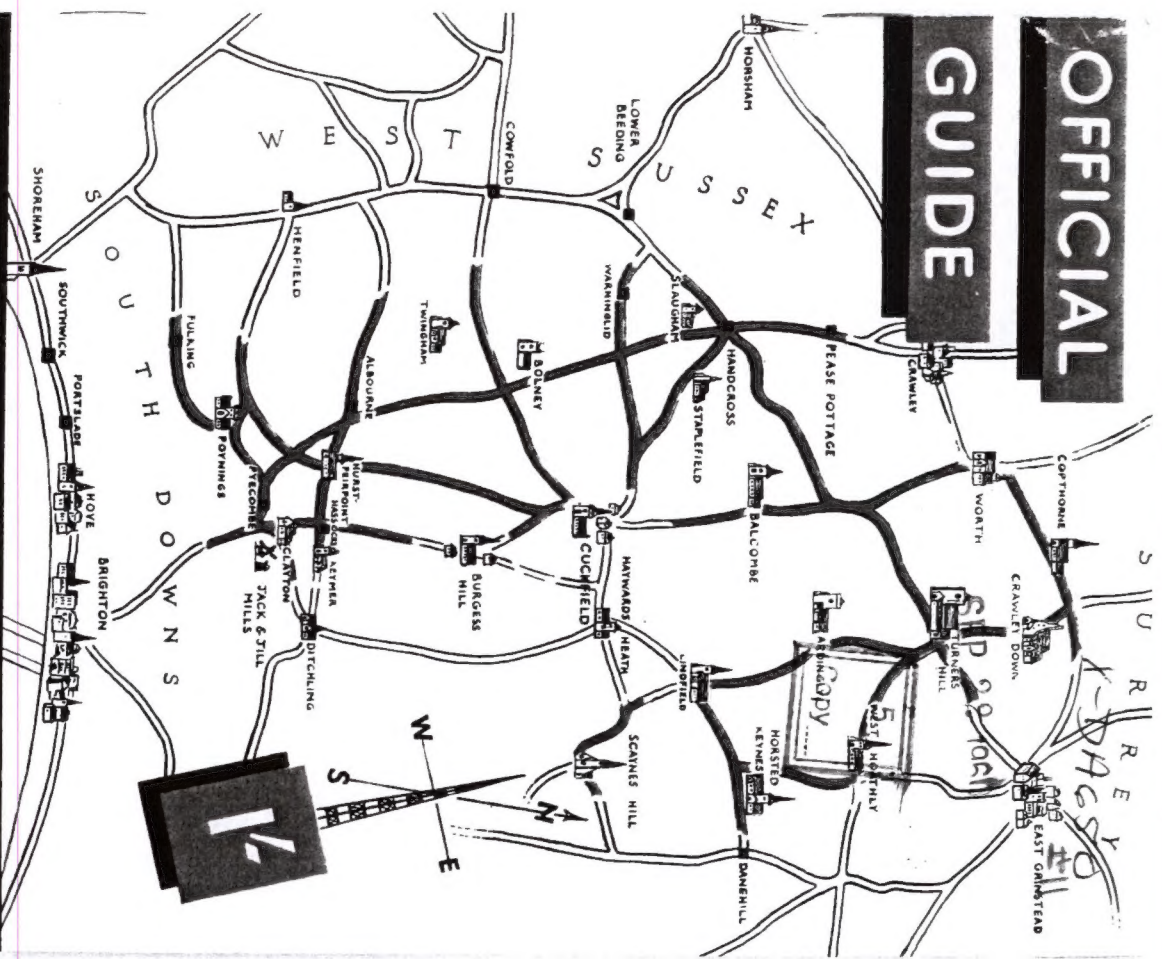 OFFICIAL
GUIDE
SURREY
COPTHORNE
CRAWLEY DOWN
EAST GRINSTEAD
#11
WORTH
CRAWLEY
TURNERS
HILL
PEASE POTTAGE
WEST HOATHLY
5
Copy
ARDINGLY
HORSHAM
SUSSEX
HANDCROSS
STAPLEFIELD
BALCOMBE
HORSTED
KEYNES
DANEHILL
SLAUGHAM
LOWER
BEEDING
WARNINGLID
LINDFIELD
HAYWARDS
HEATH
CUCKFIELD
SCAYNES HILL
COWFOLD
BOLNEY
TWINGHAM
BURGESS
HILL
WEST
ALBOURNE
HURST-
PIERPOINT
HASSOCKS
KEYMER
DITCHLING
HENFIELD
CLAYTON
JACK & JILL
MILLS
PYECOMBE
POYNINGS
FULKING
SOUTH DOWNS
N
W
E
S
1/-
SHOREHAM
SOUTHWICK
PORTSLADE
HOVE
BRIGHTON